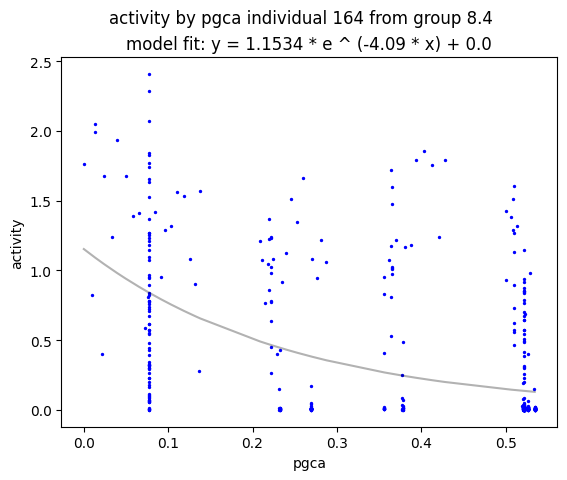 activity by pgca individual 164 from group 8.4
model fit: y = 1.1534 * e ^ (-4.09 * x) + 0.0
2.5
2.0
1.5
1.0
0.5
0.0
activity
0.0 0.1 0.2 0.3 0.4 0.5
pgca